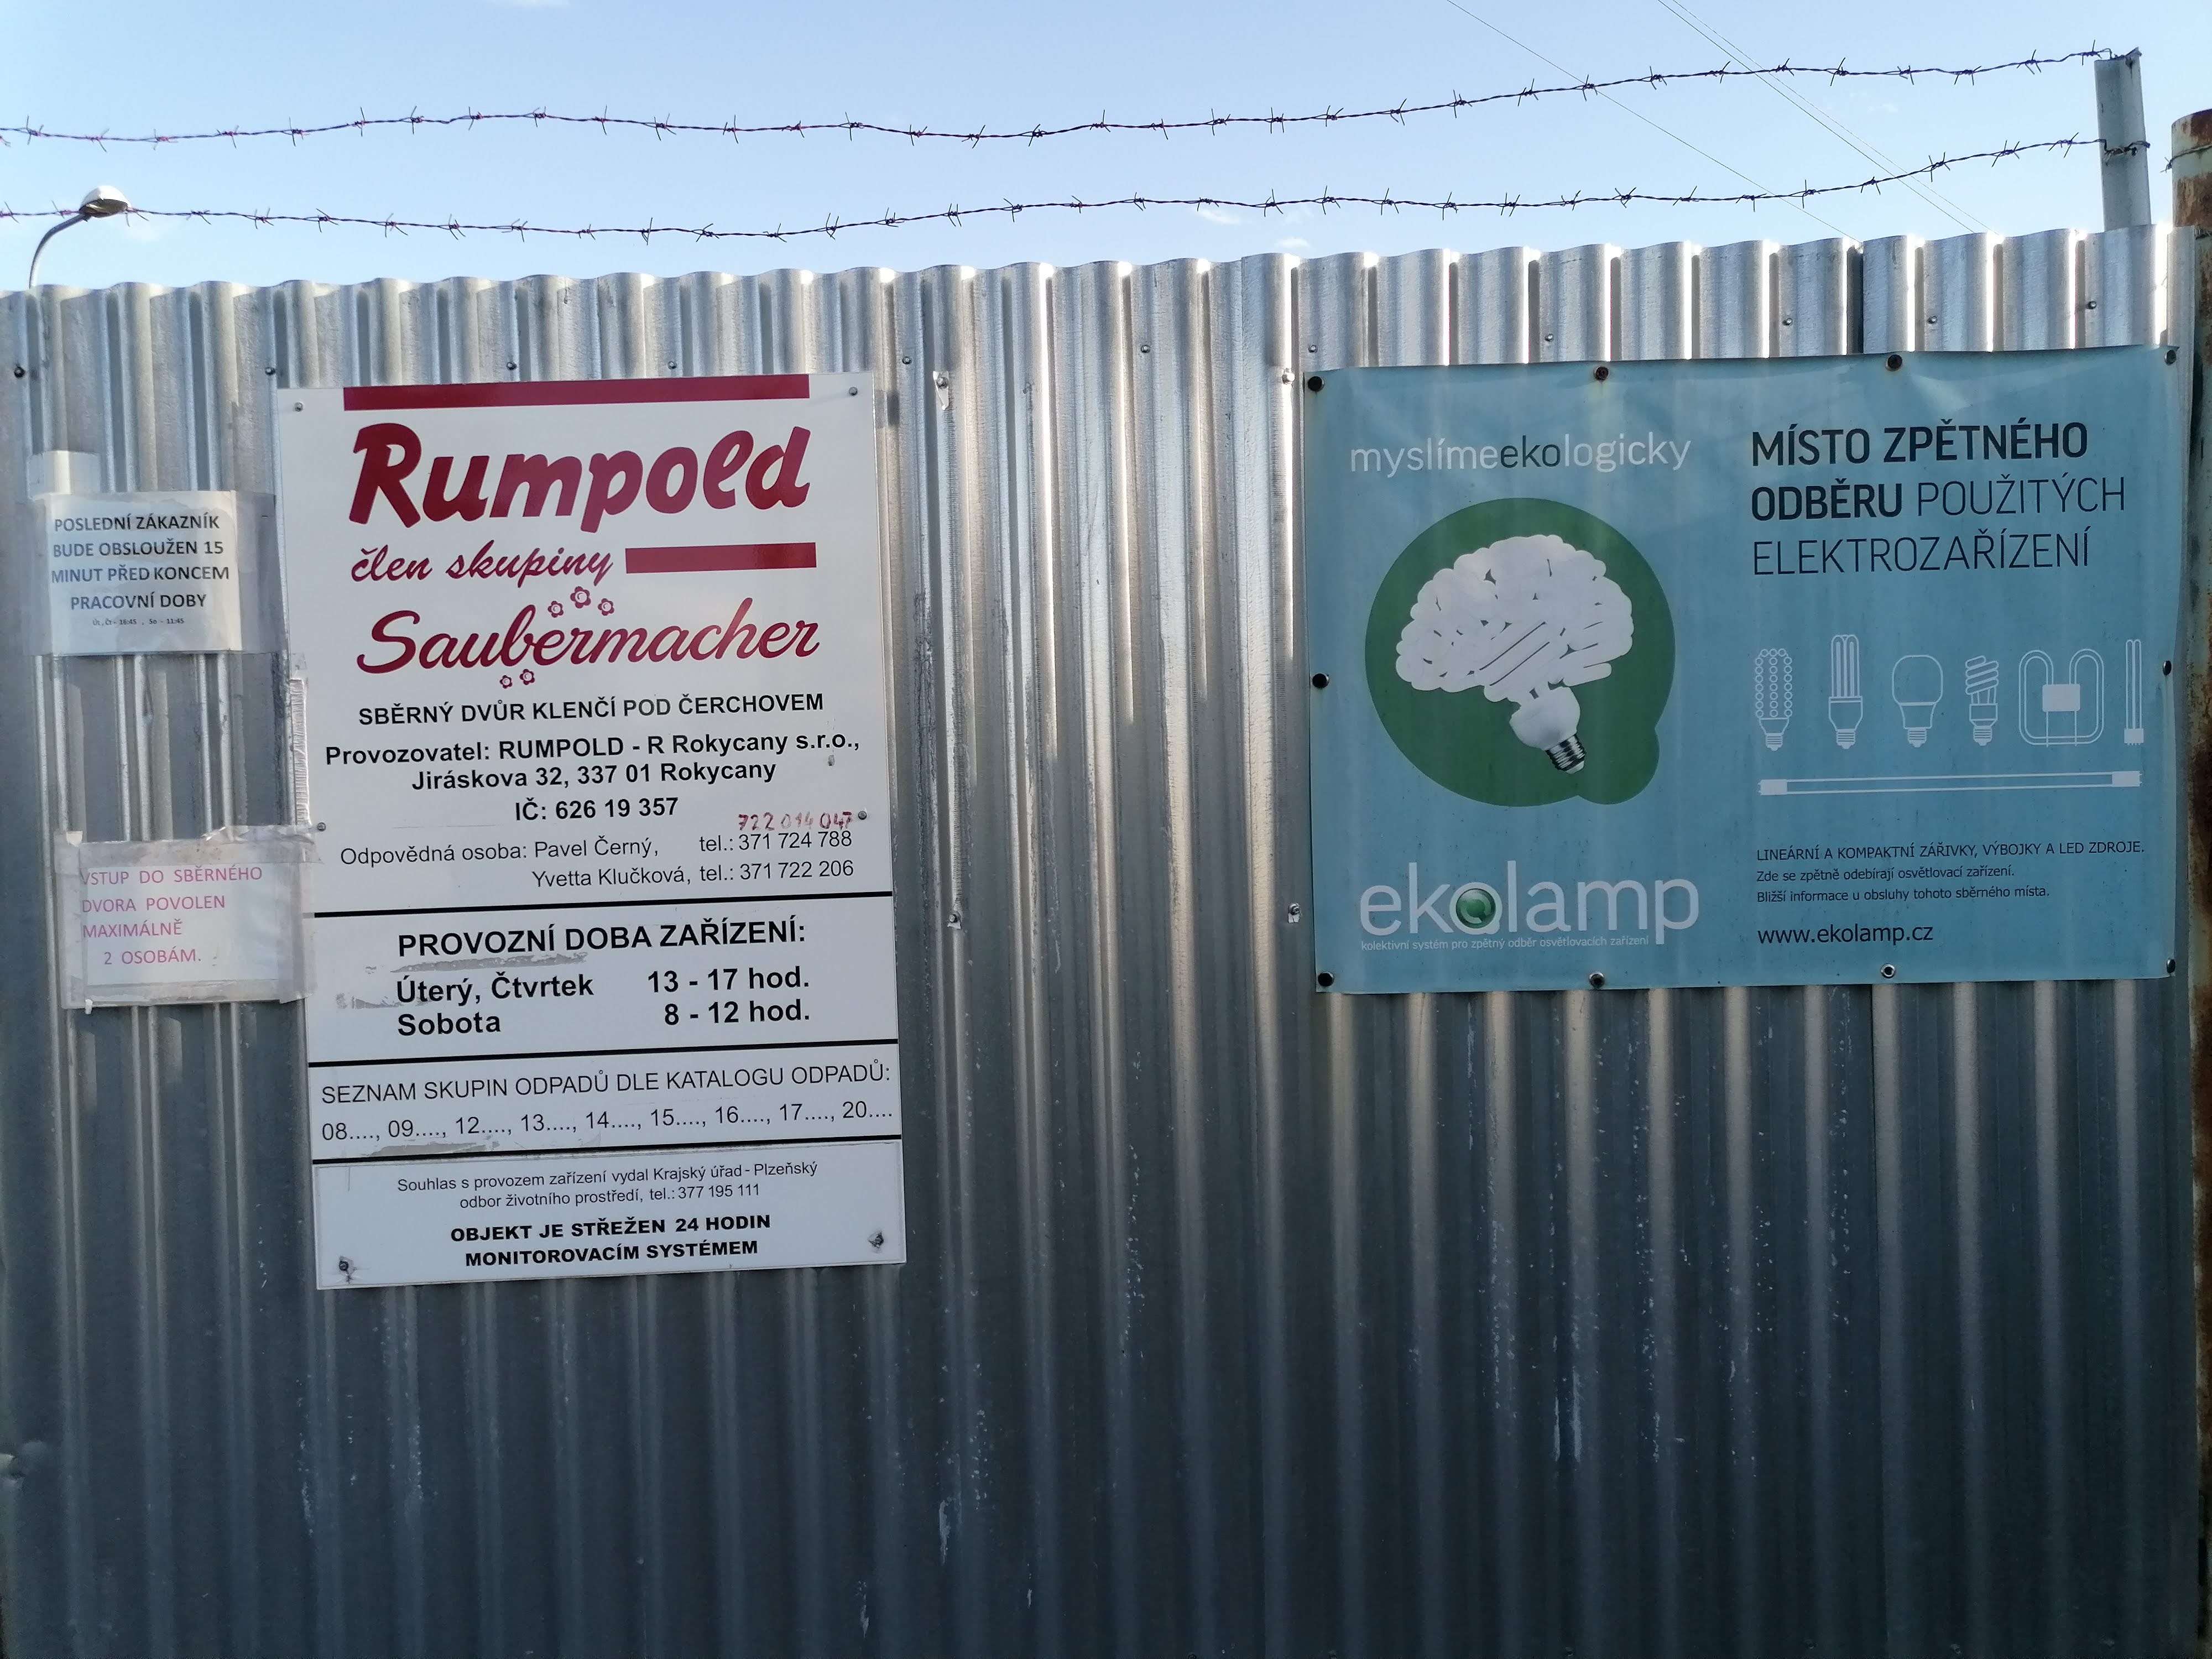 POSLEDNÍ ZÁKAZNÍK
BUDE OBSLOUŽEN 15
MINUT PŘED KONCEM
PRACOVNÍ DOBY
Út, Čt - 16:45 , So - 11:45
VSTUP DO SBĚRNÉHO
DVORA POVOLEN
MAXIMÁLNĚ
2 OSOBÁM.
Rumpold
člen skupiny
Saubermacher
SBĚRNÝ DVŮR KLENČÍ POD ČERCHOVEM
Provozovatel: RUMPOLD - R Rokycany s.r.o.,
Jiráskova 32, 337 01 Rokycany
IČ: 626 19 357
722 014 047
Odpovědná osoba: Pavel Černý, tel.: 371 724 788
Yvetta Klučková, tel.: 371 722 206
PROVOZNÍ DOBA ZAŘÍZENÍ:
Úterý, Čtvrtek 13 - 17 hod.
Sobota 8 - 12 hod.
SEZNAM SKUPIN ODPADŮ DLE KATALOGU ODPADŮ:
08...., 09...., 12...., 13...., 14...., 15...., 16...., 17...., 20....
Souhlas s provozem zařízení vydal Krajský úřad - Plzeňský
odbor životního prostředí, tel.: 377 195 111
OBJEKT JE STŘEŽEN 24 HODIN
MONITOROVACÍM SYSTÉMEM
myslímeekologicky
ekolamp
kolektivní systém pro zpětný odběr osvětlovacích zařízení
MÍSTO ZPĚTNÉHO
ODBĚRU POUŽITÝCH
ELEKTROZAŘÍZENÍ
LINEÁRNÍ A KOMPAKTNÍ ZÁŘIVKY, VÝBOJKY A LED ZDROJE.
Zde se zpětně odebírají osvětlovací zařízení.
Bližší informace u obsluhy tohoto sběrného místa.
www.ekolamp.cz